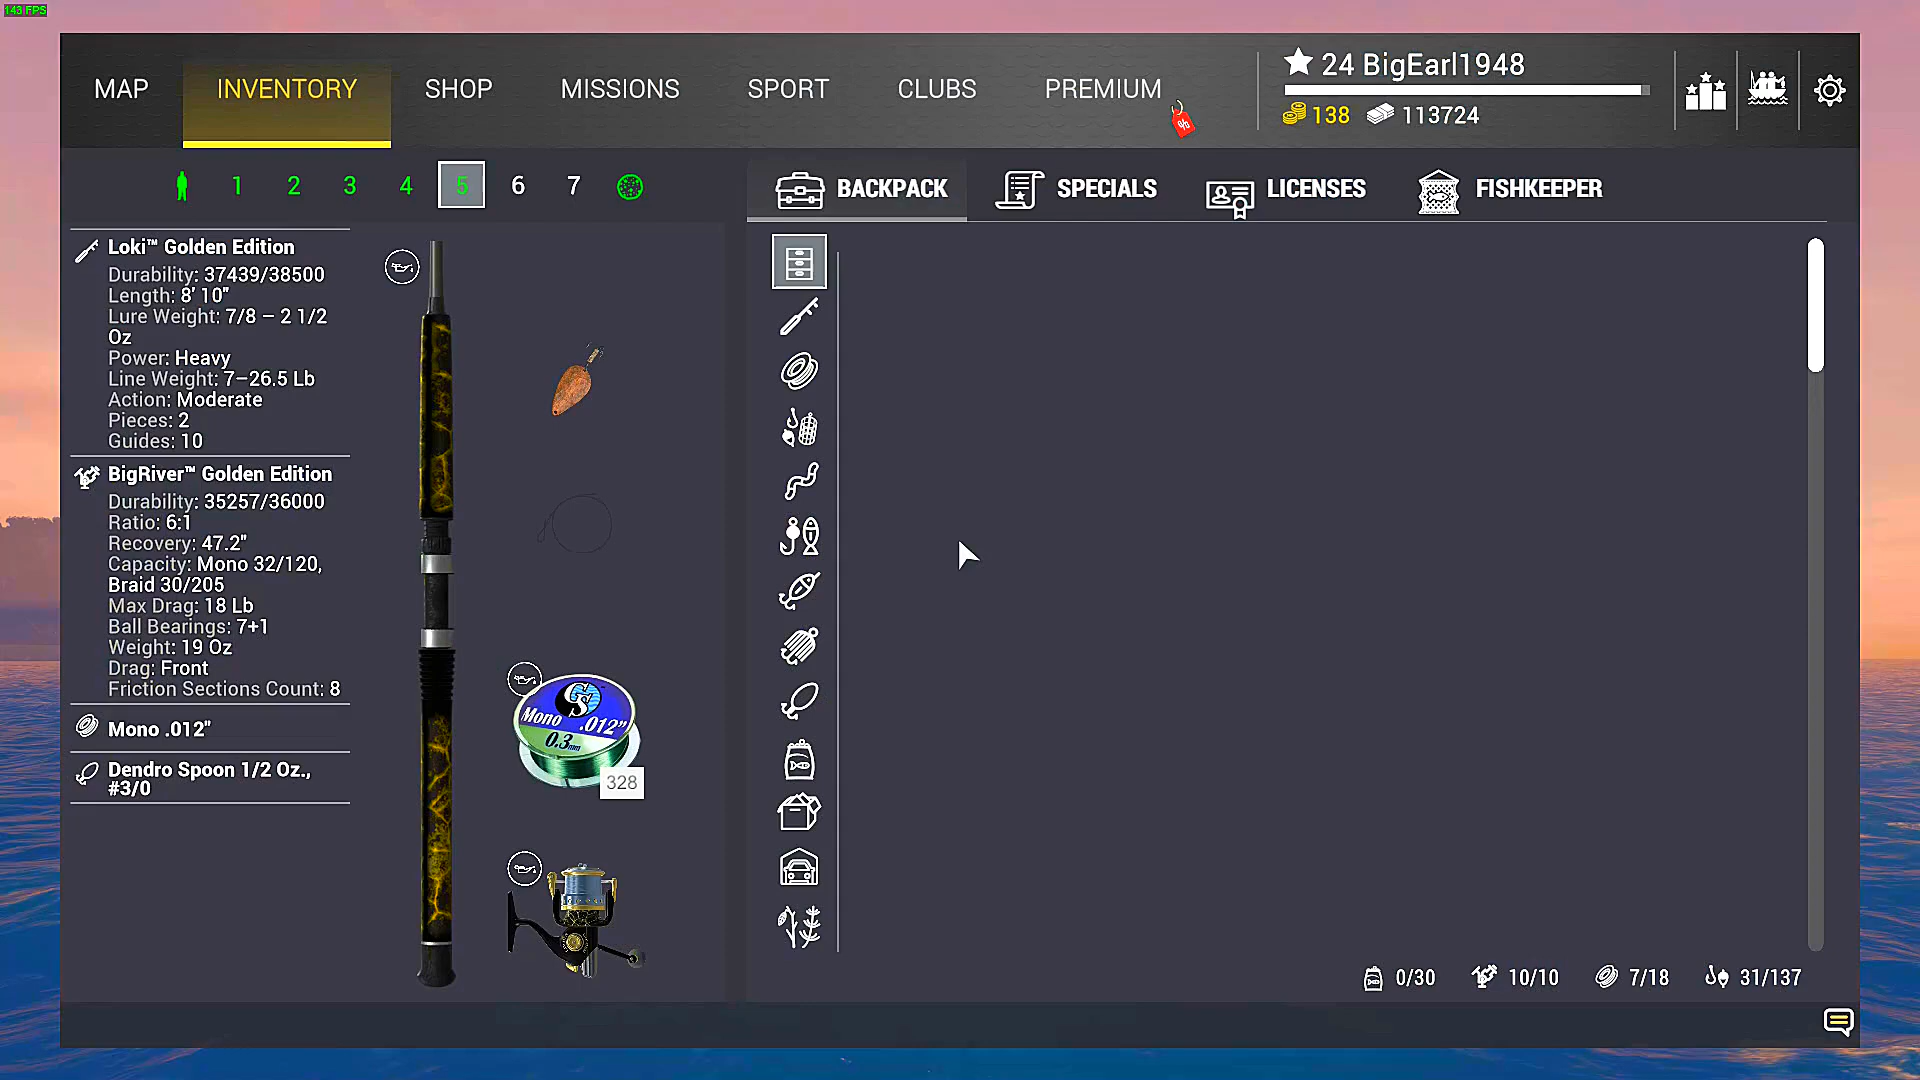 143 FPS
MAP
INVENTORY
SHOP
MISSIONS
SPORT
CLUBS
PREMIUM
%
24 BigEarl1948
138
113724
1
2
3
4
5
6
7
BACKPACK
SPECIALS
LICENSES
FISHKEEPER
Loki™ Golden Edition
Durability: 37439/38500
Length: 8' 10"
Lure Weight: 7/8 – 2 1/2
Oz
Power: Heavy
Line Weight: 7–26.5 Lb
Action: Moderate
Pieces: 2
Guides: 10
BigRiver™ Golden Edition
Durability: 35257/36000
Ratio: 6:1
Recovery: 47.2"
Capacity: Mono 32/120,
Braid 30/205
Max Drag: 18 Lb
Ball Bearings: 7+1
Weight: 19 Oz
Drag: Front
Friction Sections Count: 8
Mono .012"
Dendro Spoon 1/2 Oz.,
#3/0
GS
Mono .012"
0.3mm
328
0/30
10/10
7/18
31/137